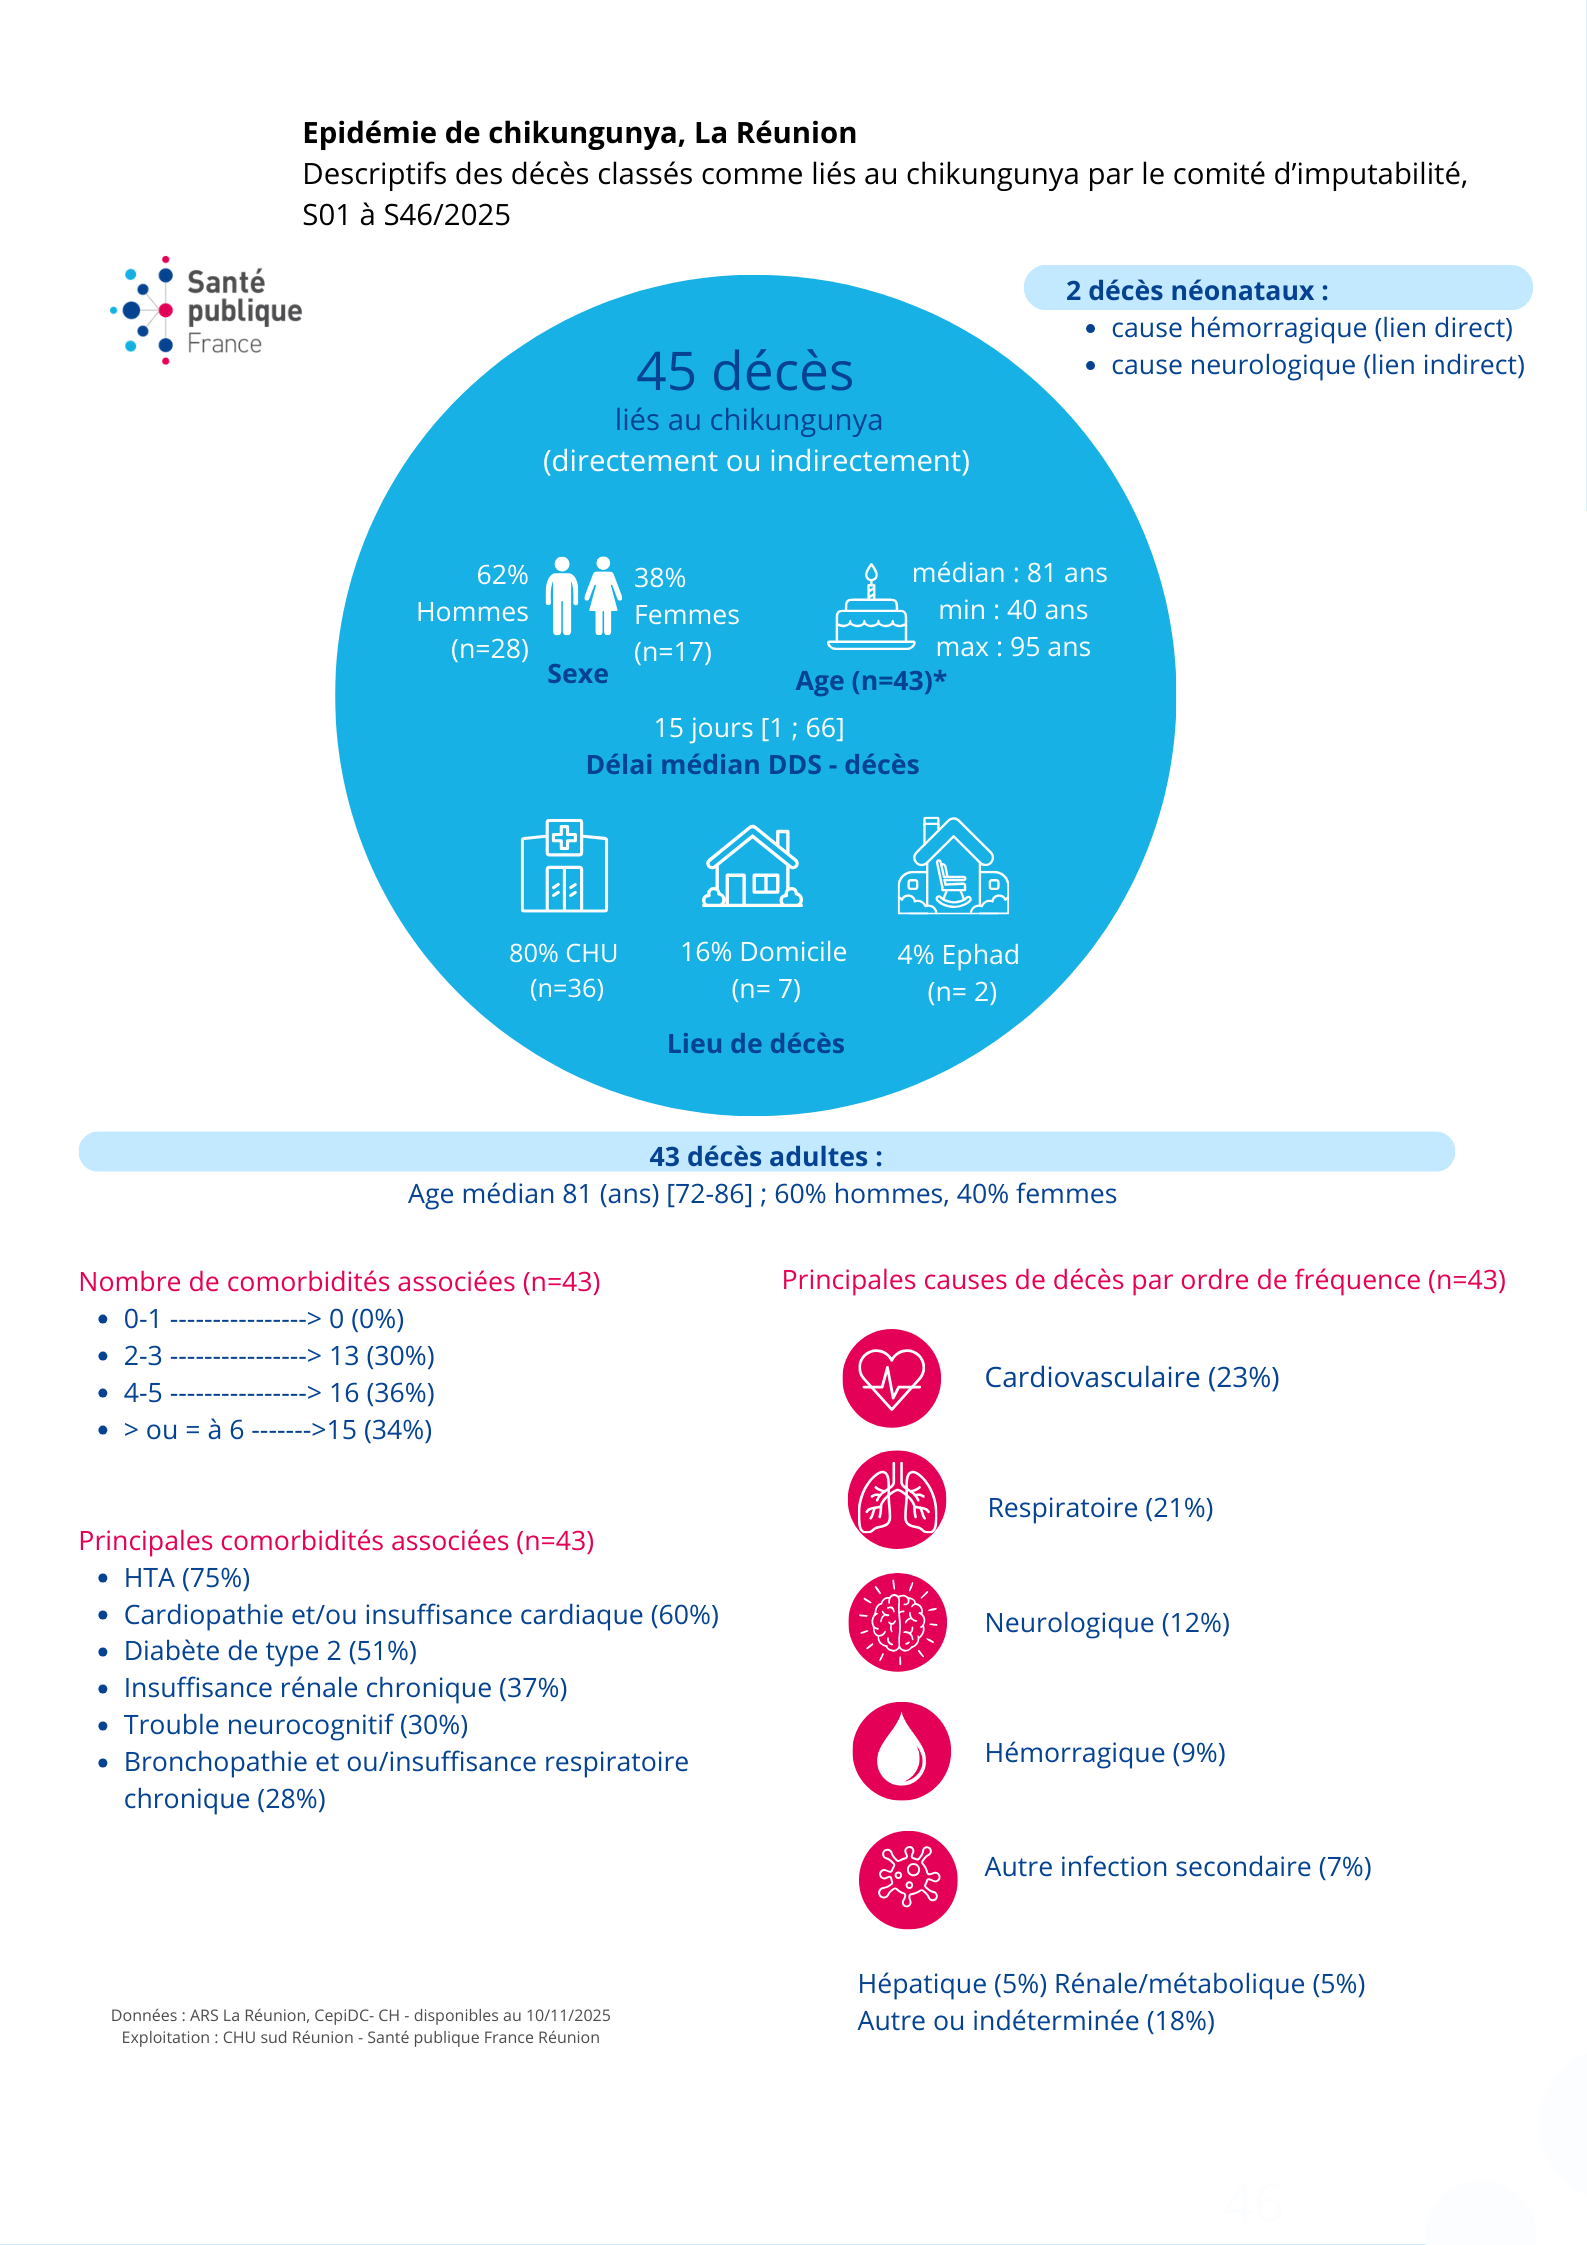 Epidémie de chikungunya, La Réunion
Descriptifs des décès classés comme liés au chikungunya par le comité d’imputabilité,
S01 à S46/2025
Santé
publique
France
2 décès néonataux :
• cause hémorragique (lien direct)
• cause neurologique (lien indirect)
45 décès
liés au chikungunya
(directement ou indirectement)
62%
Hommes
(n=28)
38%
Femmes
(n=17)
Sexe
médian : 81 ans
min : 40 ans
max : 95 ans
Age (n=43)*
15 jours [1 ; 66]
Délai médian DDS - décès
80% CHU
(n=36)
16% Domicile
(n= 7)
4% Ephad
(n= 2)
Lieu de décès
43 décès adultes :
Age médian 81 (ans) [72-86] ; 60% hommes, 40% femmes
Nombre de comorbidités associées (n=43)
• 0-1 ----------------> 0 (0%)
• 2-3 ----------------> 13 (30%)
• 4-5 ----------------> 16 (36%)
• > ou = à 6 ------->15 (34%)
Principales comorbidités associées (n=43)
• HTA (75%)
• Cardiopathie et/ou insuffisance cardiaque (60%)
• Diabète de type 2 (51%)
• Insuffisance rénale chronique (37%)
• Trouble neurocognitif (30%)
• Bronchopathie et ou/insuffisance respiratoire
chronique (28%)
Principales causes de décès par ordre de fréquence (n=43)
Cardiovasculaire (23%)
Respiratoire (21%)
Neurologique (12%)
Hémorragique (9%)
Autre infection secondaire (7%)
Hépatique (5%) Rénale/métabolique (5%)
Autre ou indéterminée (18%)
Données : ARS La Réunion, CepiDC- CH - disponibles au 10/11/2025
Exploitation : CHU sud Réunion - Santé publique France Réunion